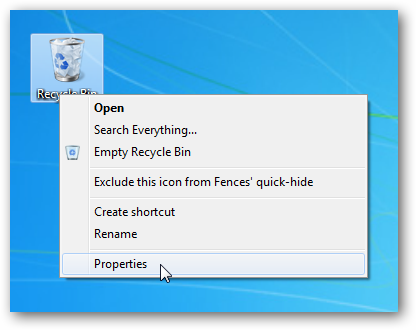 Recycle Bin
Open
Search Everything...
Empty Recycle Bin
Exclude this icon from Fences' quick-hide
Create shortcut
Rename
Properties